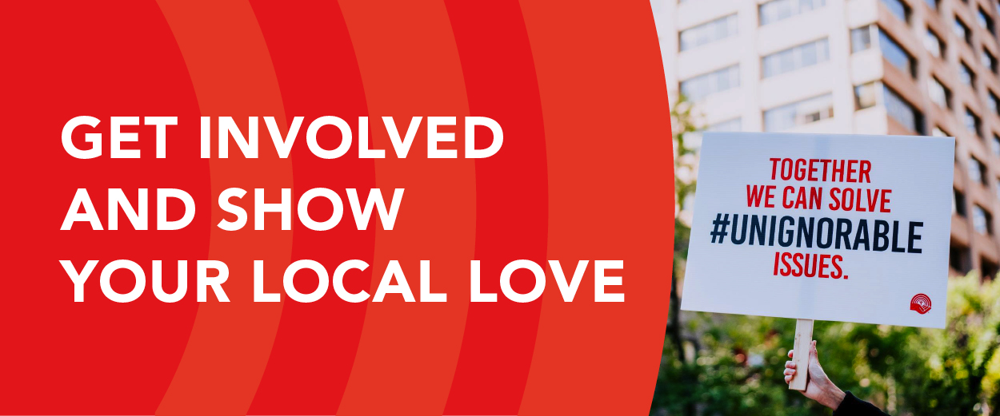 GET INVOLVED
AND SHOW
YOUR LOCAL LOVE
TOGETHER
WE CAN SOLVE
#UNIGNORABLE
ISSUES.